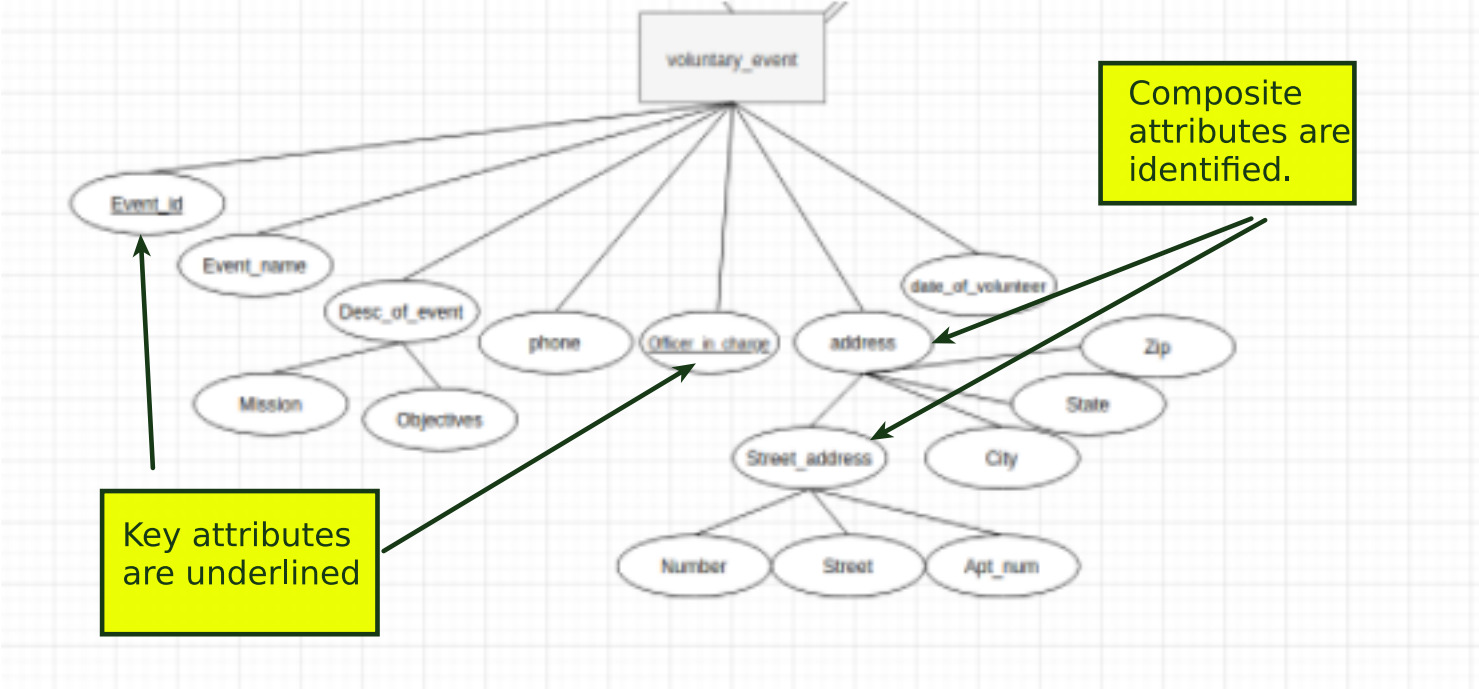 voluntary_event
Composite
attributes are
identified.
Event_id
Event_name
date_of_volunteer
Desc_of_event
phone
Officer_in_charge
address
Zip
Mission
Objectives
State
Street_address
City
Key attributes
are underlined
Number
Street
Apt_num